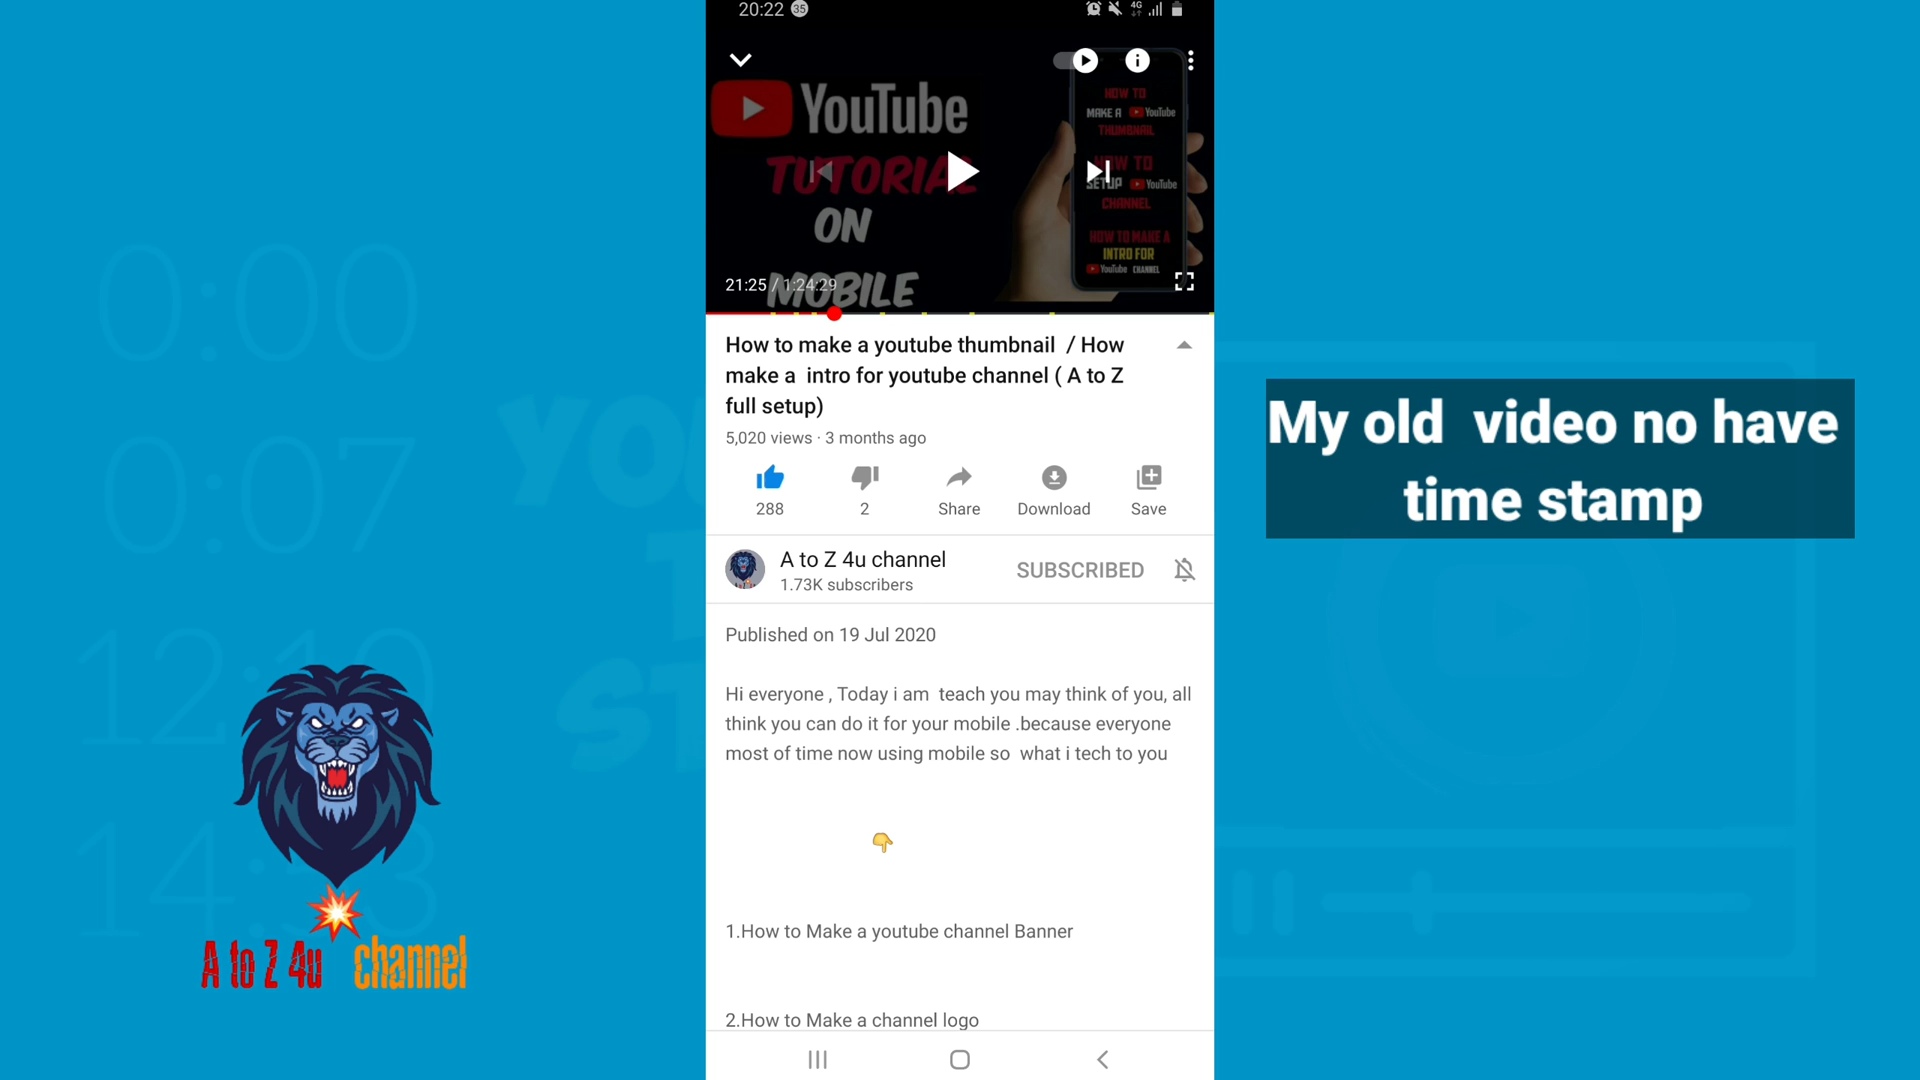 20:22 35
4G
YouTube
TUTORIAL
ON
MOBILE
HOW TO
MAKE A YouTube
THUMBNAIL
HOW TO
SETUP YouTube
CHANNEL
HOW TO MAKE A
INTRO FOR
YouTube CHANNEL
21:25 / 1:24:29
How to make a youtube thumbnail / How
make a intro for youtube channel ( A to Z
full setup)
5,020 views · 3 months ago
288
2
Share
Download
Save
A to Z 4u channel
1.73K subscribers
SUBSCRIBED
Published on 19 Jul 2020
Hi everyone , Today i am teach you may think of you, all
think you can do it for your mobile .because everyone
most of time now using mobile so what i tech to you
1.How to Make a youtube channel Banner
2.How to Make a channel logo
My old video no have
time stamp
0:00
0:07
A to Z 4u channel